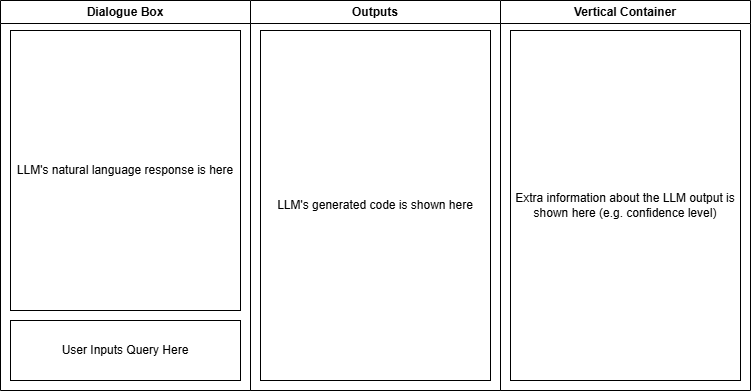 Dialogue Box
LLM's natural language response is here
User Inputs Query Here
Outputs
LLM's generated code is shown here
Vertical Container
Extra information about the LLM output is
shown here (e.g. confidence level)